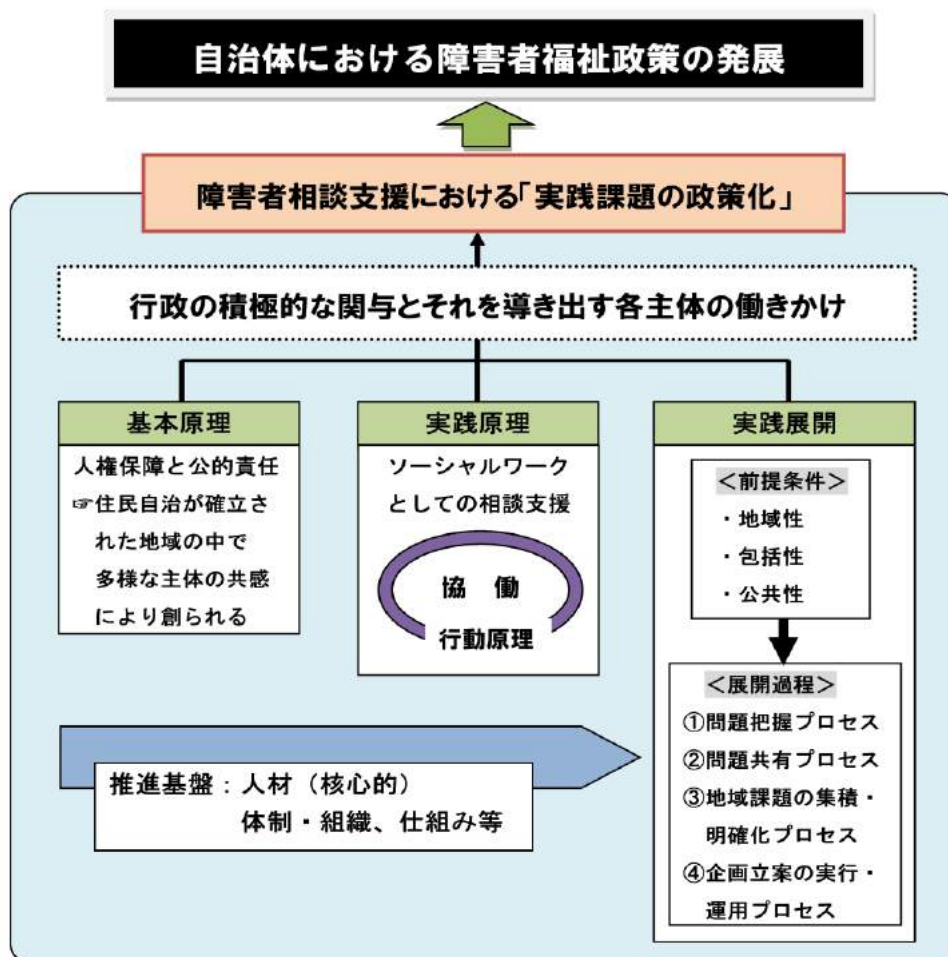 自治体における障害者福祉政策の発展
障害者相談支援における「実践課題の政策化」
行政の積極的な関与とそれを導き出す各主体の働きかけ
基本原理
人権保障と公的責任
☞住民自治が確立さ
れた地域の中で
多様な主体の共感
により創られる
実践原理
ソーシャルワーク
としての相談支援
協 働
行動原理
実践展開
＜前提条件＞
・地域性
・包括性
・公共性
＜展開過程＞
①問題把握プロセス
②問題共有プロセス
③地域課題の集積・
明確化プロセス
④企画立案の実行・
運用プロセス
推進基盤：人材（核心的）
体制・組織、仕組み等